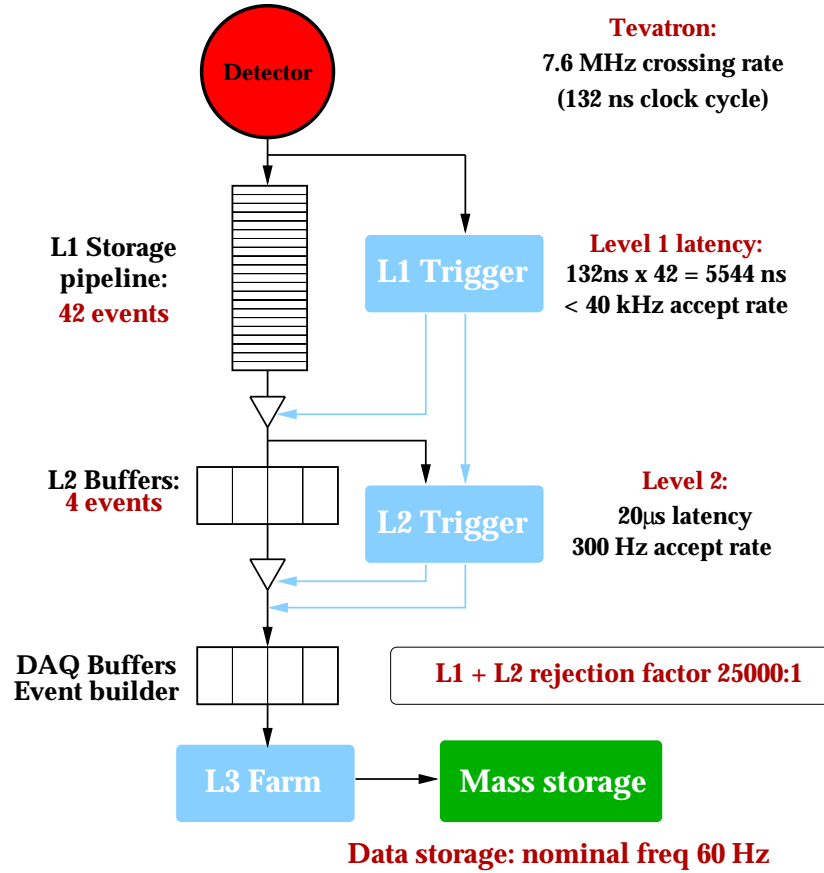 Tevatron:
7.6 MHz crossing rate
(132 ns clock cycle)
Detector
L1 Storage
pipeline:
42 events
L1 Trigger
Level 1 latency:
132ns x 42 = 5544 ns
< 40 kHz accept rate
L2 Buffers:
4 events
L2 Trigger
Level 2:
20µs latency
300 Hz accept rate
DAQ Buffers
Event builder
L1 + L2 rejection factor 25000:1
L3 Farm
Mass storage
Data storage: nominal freq 60 Hz